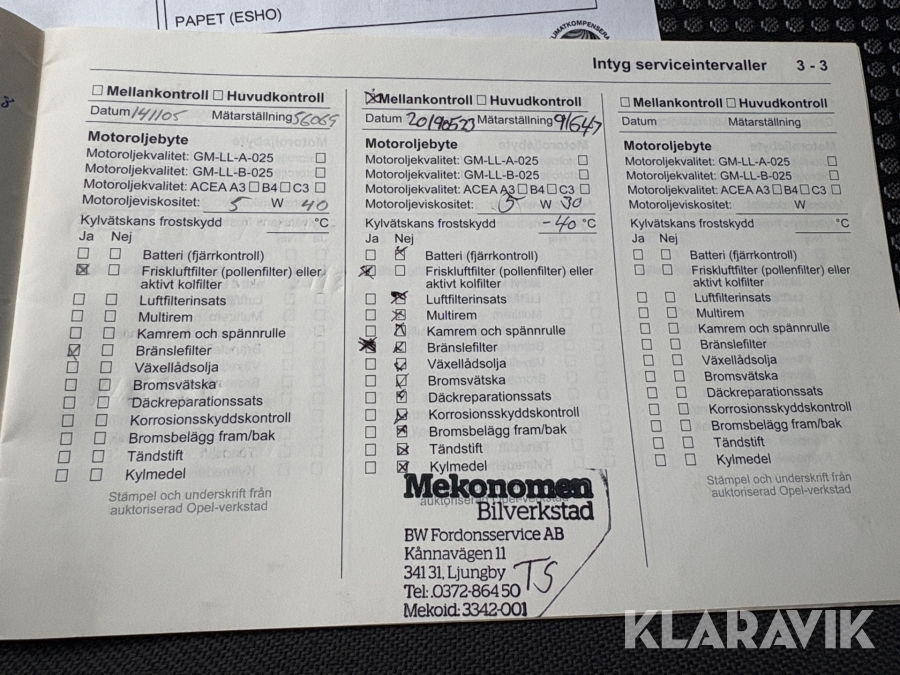 PAPET (ESHO)
Intyg serviceintervaller 3 - 3
Mellankontroll Huvudkontroll
Datum 141105 Mätarställning 56069
Motoroljebyte
Motoroljekvalitet: GM-LL-A-025
Motoroljekvalitet: GM-LL-B-025
Motoroljekvalitet: ACEA A3 B4 C3
Motoroljeviskositet: 5 W 40
Kylvätskans frostskydd °C
Ja Nej
Batteri (fjärrkontroll)
Friskluftfilter (pollenfilter) eller
aktivt kolfilter
Luftfilterinsats
Multirem
Kamrem och spännrulle
Bränslefilter
Växellådsolja
Bromsvätska
Däckreparationssats
Korrosionsskyddskontroll
Bromsbelägg fram/bak
Tändstift
Kylmedel
Stämpel och underskrift från
auktoriserad Opel-verkstad
Mellankontroll Huvudkontroll
Datum 20190523 Mätarställning 91647
Motoroljebyte
Motoroljekvalitet: GM-LL-A-025
Motoroljekvalitet: GM-LL-B-025
Motoroljekvalitet: ACEA A3 B4 C3
Motoroljeviskositet: 5 W 30
Kylvätskans frostskydd -40 °C
Ja Nej
Batteri (fjärrkontroll)
Friskluftfilter (pollenfilter) eller
aktivt kolfilter
Luftfilterinsats
Multirem
Kamrem och spännrulle
Bränslefilter
Växellådsolja
Bromsvätska
Däckreparationssats
Korrosionsskyddskontroll
Bromsbelägg fram/bak
Tändstift
Kylmedel
Mekonomen
auktoriserad Opel-verkstad
Bilverkstad
BW Fordonsservice AB
Kånnavägen 11
341 31, Ljungby TS
Tel: 0372-864 50
Mekoid: 3342-001
Mellankontroll Huvudkontroll
Datum Mätarställning
Motoroljebyte
Motoroljekvalitet: GM-LL-A-025
Motoroljekvalitet: GM-LL-B-025
Motoroljekvalitet: ACEA A3 B4 C3
Motoroljeviskositet: W
Kylvätskans frostskydd °C
Ja Nej
Batteri (fjärrkontroll)
Friskluftfilter (pollenfilter) eller
aktivt kolfilter
Luftfilterinsats
Multirem
Kamrem och spännrulle
Bränslefilter
Växellådsolja
Bromsvätska
Däckreparationssats
Korrosionsskyddskontroll
Bromsbelägg fram/bak
Tändstift
Kylmedel
Stämpel och underskrift från
auktoriserad Opel-verkstad
KLARAVIK